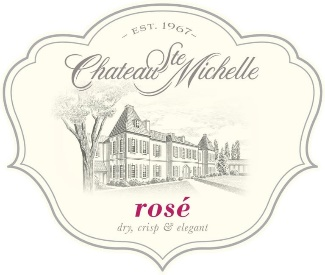 – EST. 1967–
Ste
Chateau Michelle
rosé
dry, crisp & elegant